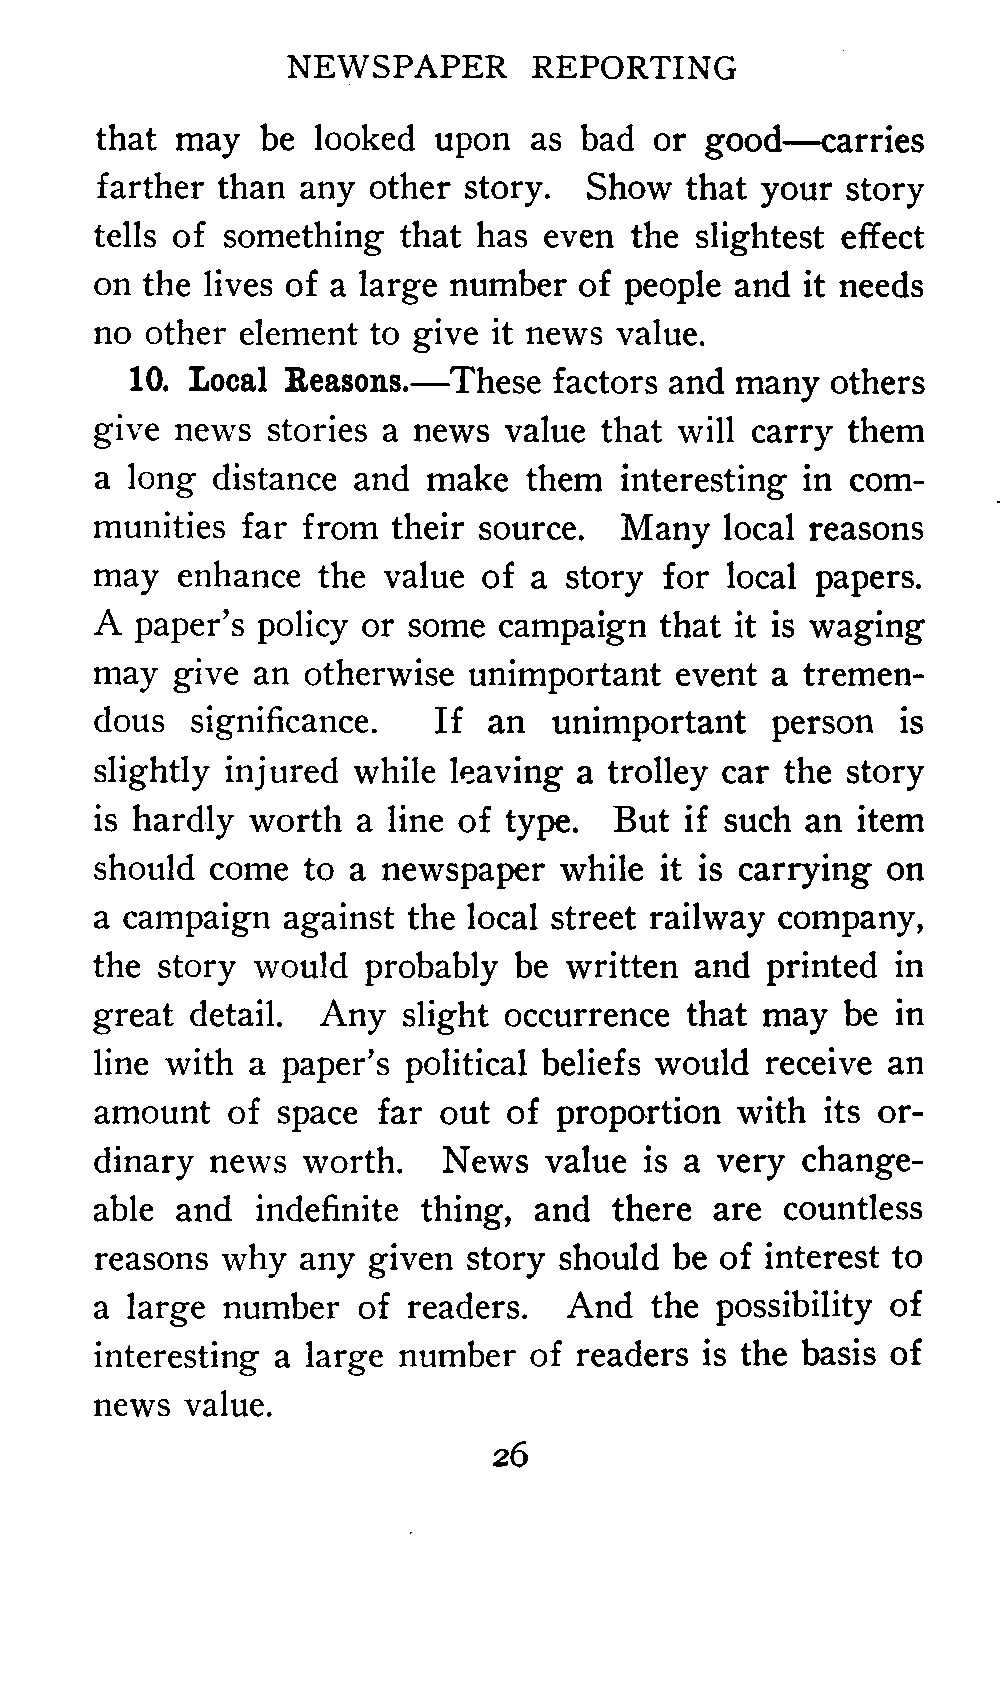 NEWSPAPER REPORTING
that may be looked upon as bad or good—carries
farther than any other story. Show that your story
tells of something that has even the slightest effect
on the lives of a large number of people and it needs
no other element to give it news value.
10. Local Reasons.—These factors and many others
give news stories a news value that will carry them
a long distance and make them interesting in com-
munities far from their source. Many local reasons
may enhance the value of a story for local papers.
A paper's policy or some campaign that it is waging
may give an otherwise unimportant event a tremen-
dous significance. If an unimportant person is
slightly injured while leaving a trolley car the story
is hardly worth a line of type. But if such an item
should come to a newspaper while it is carrying on
a campaign against the local street railway company,
the story would probably be written and printed in
great detail. Any slight occurrence that may be in
line with a paper's political beliefs would receive an
amount of space far out of proportion with its or-
dinary news worth. News value is a very change-
able and indefinite thing, and there are countless
reasons why any given story should be of interest to
a large number of readers. And the possibility of
interesting a large number of readers is the basis of
news value.
26